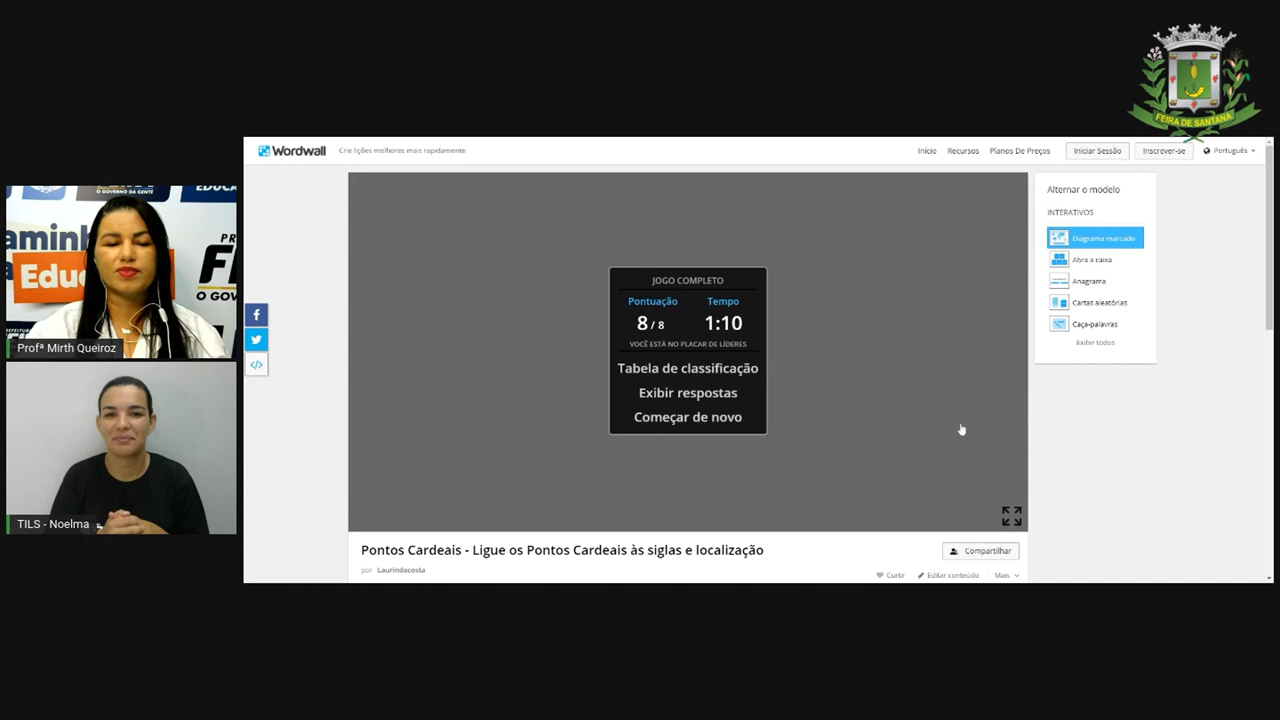 FEIRA DE SANTANA
Wordwall
Crie lições melhores mais rapidamente
Início
Recursos
Planos De Preços
Iniciar Sessão
Inscrever-se
Português
Alternar o modelo
INTERATIVOS
Diagrama marcado
Abra a caixa
Anagrama
Cartas aleatórias
Caça-palavras
Exibir todos
JOGO COMPLETO
Pontuação Tempo
8 / 8 1:10
VOCÊ ESTÁ NO PLACAR DE LÍDERES
Tabela de classificação
Exibir respostas
Começar de novo
Pontos Cardeais - Ligue os Pontos Cardeais às siglas e localização
Compartilhar
por Laurindacosta
Curtir
Editar conteúdo
Mais
O GOVERNO DA GENTE
EDUCA
aminh
Educ
O GOV
Profª Mirth Queiroz
TILS - Noelma